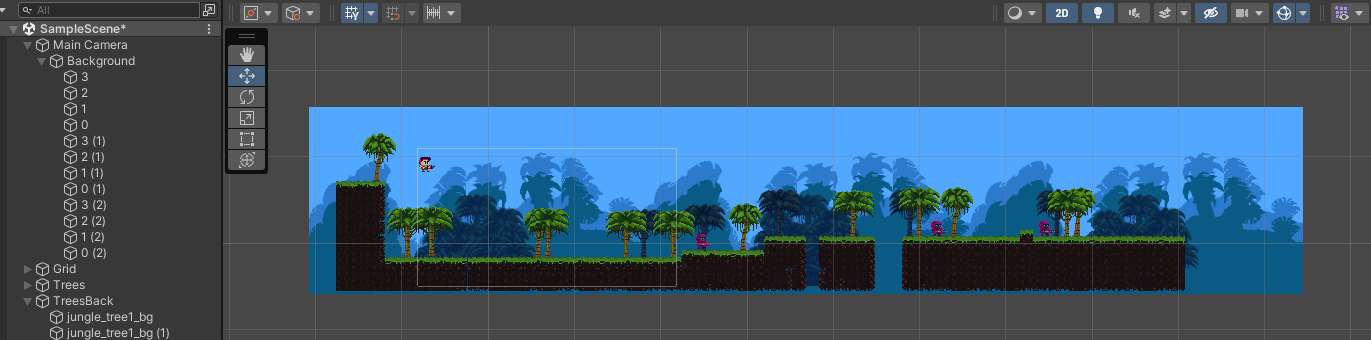 All
2D
SampleScene*
Main Camera
Background
3
2
1
0
3 (1)
2 (1)
1 (1)
0 (1)
3 (2)
2 (2)
1 (2)
0 (2)
Grid
Trees
TreesBack
jungle_tree1_bg
jungle_tree1_bg (1)